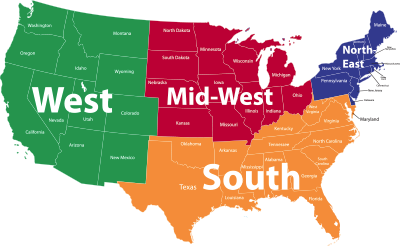 Washington
Montana
North Dakota
Minnesota
Maine
Oregon
Idaho
Wyoming
South Dakota
Wisconsin
Michigan
New York
North-
East
Pennsylvania
Nebraska
Iowa
Ohio
West
Mid-West
Nevada
Utah
Colorado
Illinois
Indiana
California
Kansas
Missouri
West
Virginia
Virginia
Maryland
Kentucky
Arizona
New Mexico
Oklahoma
Arkansas
Tennessee
North Carolina
South
Carolina
Mississippi
Alabama
Georgia
South
Texas
Louisiana
Florida